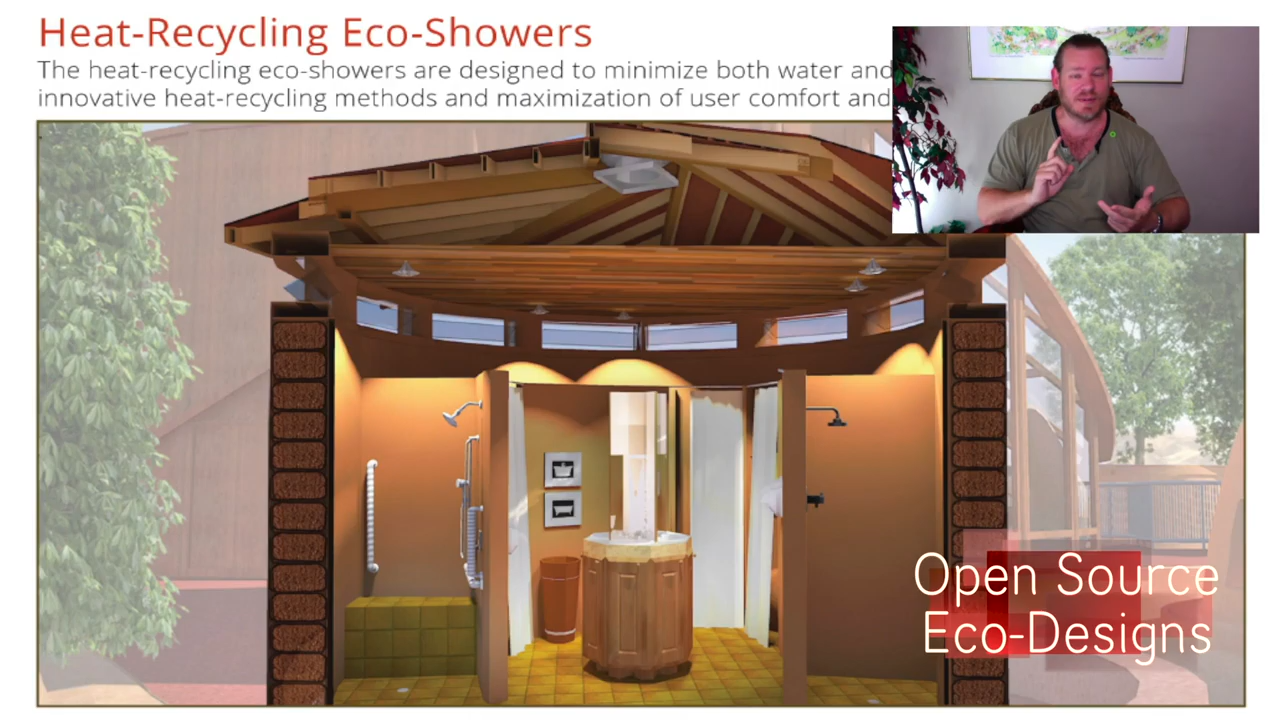 Heat-Recycling Eco-Showers
The heat-recycling eco-showers are designed to minimize both water and
innovative heat-recycling methods and maximization of user comfort and
Open Source
Eco-Designs